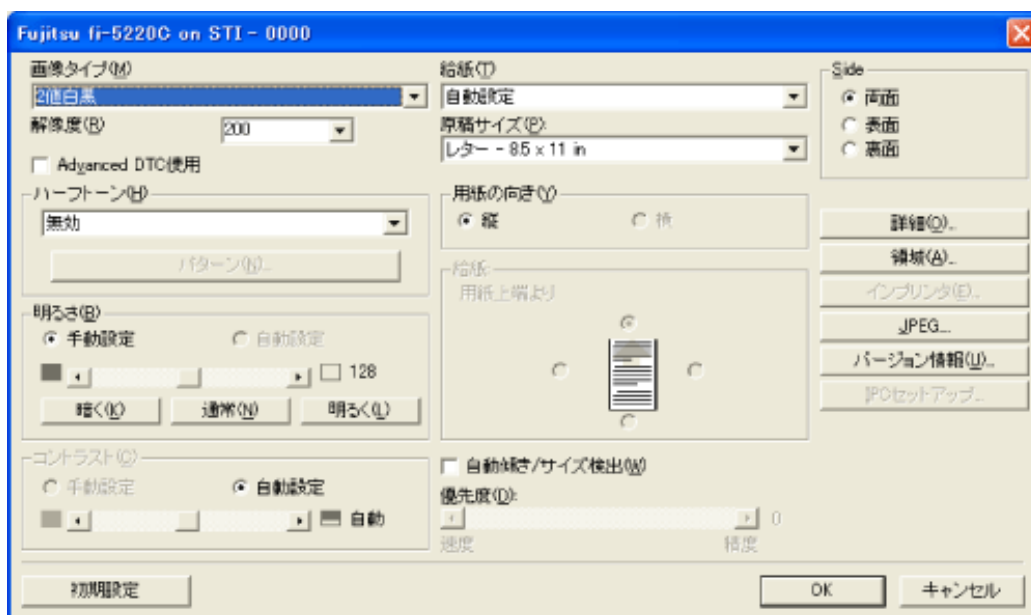 Fujitsu fi-5220C on STI - 0000
画像タイプ(M)
2値白黒
解像度(R)
200
Advanced DTC使用
ハーフトーン(H)
無効
パターン(N)...
明るさ(B)
手動設定
自動設定
128
暗く(K)
通常(N)
明るく(L)
コントラスト(C)
手動設定
自動設定
自動
給紙(T)
自動設定
原稿サイズ(P):
レター - 8.5 x 11 in
用紙の向き(Y)
縦
横
給紙:
用紙上端より
自動傾き/サイズ検出(W)
優先度(D):
0
速度
精度
Side
両面
表面
裏面
詳細(O)...
領域(A)...
インプリンタ(E)...
JPEG...
バージョン情報(U)...
IPCセットアップ...
初期設定
OK
キャンセル